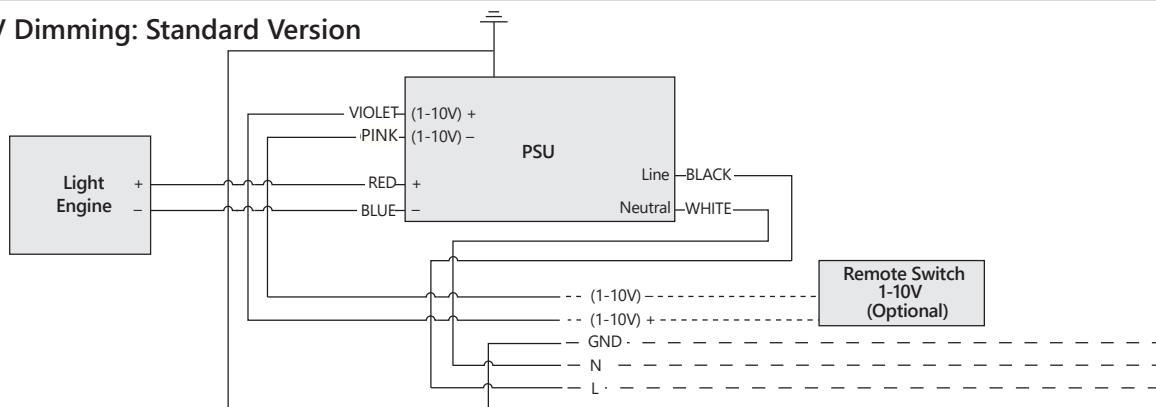 V Dimming: Standard Version
VIOLET (1-10V) +
PINK (1-10V) –
PSU
Light
Engine
+
–
RED +
BLUE –
Line BLACK
Neutral WHITE
Remote Switch
1-10V
(Optional)
(1-10V) –
(1-10V) +
GND
N
L